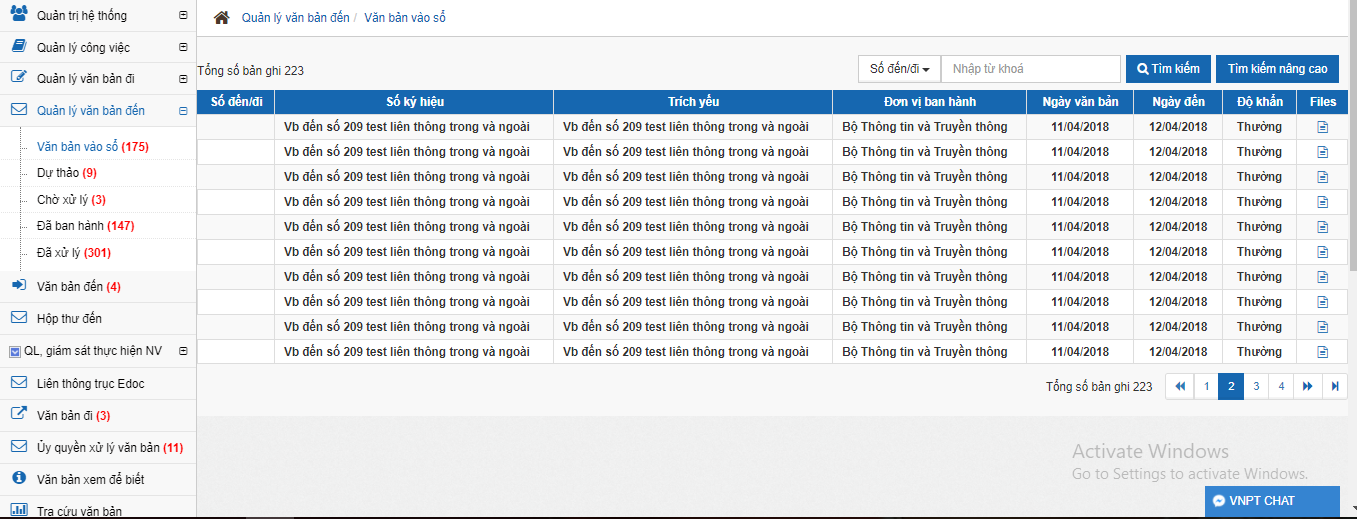 Quản trị hệ thống
Quản lý công việc
Quản lý văn bản đi
Quản lý văn bản đến
Văn bản vào sổ (175)
Dự thảo (9)
Chờ xử lý (3)
Đã ban hành (147)
Đã xử lý (301)
Văn bản đến (4)
Hộp thư đến
QL, giám sát thực hiện NV
Liên thông trục Edoc
Văn bản đi (3)
Ủy quyền xử lý văn bản (11)
Văn bản xem để biết
Tra cứu văn bản
Quản lý văn bản đến / Văn bản vào sổ
Tổng số bản ghi 223
Số đến/đi Nhập từ khoá Tìm kiếm Tìm kiếm nâng cao
Số đến/đi Số ký hiệu Trích yếu Đơn vị ban hành Ngày văn bản Ngày đến Độ khẩn Files
Vb đến số 209 test liên thông trong và ngoài Vb đến số 209 test liên thông trong và ngoài Bộ Thông tin và Truyền thông 11/04/2018 12/04/2018 Thường
Vb đến số 209 test liên thông trong và ngoài Vb đến số 209 test liên thông trong và ngoài Bộ Thông tin và Truyền thông 11/04/2018 12/04/2018 Thường
Vb đến số 209 test liên thông trong và ngoài Vb đến số 209 test liên thông trong và ngoài Bộ Thông tin và Truyền thông 11/04/2018 12/04/2018 Thường
Vb đến số 209 test liên thông trong và ngoài Vb đến số 209 test liên thông trong và ngoài Bộ Thông tin và Truyền thông 11/04/2018 12/04/2018 Thường
Vb đến số 209 test liên thông trong và ngoài Vb đến số 209 test liên thông trong và ngoài Bộ Thông tin và Truyền thông 11/04/2018 12/04/2018 Thường
Vb đến số 209 test liên thông trong và ngoài Vb đến số 209 test liên thông trong và ngoài Bộ Thông tin và Truyền thông 11/04/2018 12/04/2018 Thường
Vb đến số 209 test liên thông trong và ngoài Vb đến số 209 test liên thông trong và ngoài Bộ Thông tin và Truyền thông 11/04/2018 12/04/2018 Thường
Vb đến số 209 test liên thông trong và ngoài Vb đến số 209 test liên thông trong và ngoài Bộ Thông tin và Truyền thông 11/04/2018 12/04/2018 Thường
Vb đến số 209 test liên thông trong và ngoài Vb đến số 209 test liên thông trong và ngoài Bộ Thông tin và Truyền thông 11/04/2018 12/04/2018 Thường
Vb đến số 209 test liên thông trong và ngoài Vb đến số 209 test liên thông trong và ngoài Bộ Thông tin và Truyền thông 11/04/2018 12/04/2018 Thường
Tổng số bản ghi 223 1 2 3 4
Activate Windows
Go to Settings to activate Windows.
VNPT CHAT